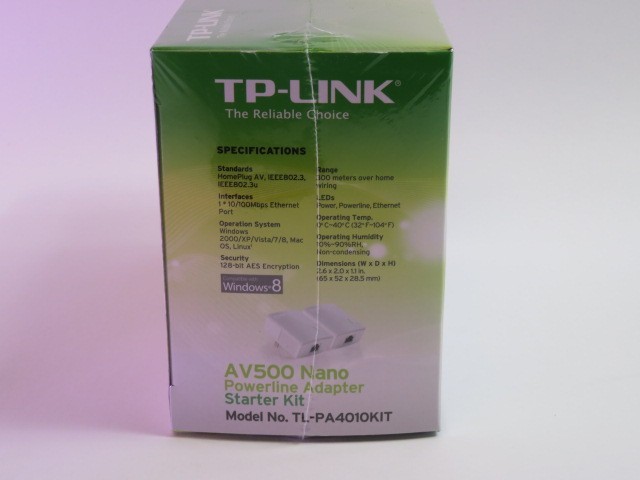 TP-LINK
TP-LINK®
The Reliable Choice
SPECIFICATIONS
Standards
HomePlug AV, IEEE802.3,
IEEE802.3u
Interfaces
1 * 10/100Mbps Ethernet
Port
Operation System
Windows
2000/XP/Vista/7/8, Mac
OS, Linux
Security
128-bit AES Encryption
Compatible with
Windows 8
Range
300 meters over home
wiring
LEDs
Power, Powerline, Ethernet
Operating Temp.
0°C~40°C (32°F~104°F)
Operating Humidity
10%~90%RH,
Non-condensing
Dimensions (W x D x H)
2.6 x 2.0 x 1.1 in.
(65 x 52 x 28.5 mm)
AV500 Nano
Powerline Adapter
Starter Kit
Model No. TL-PA4010KIT